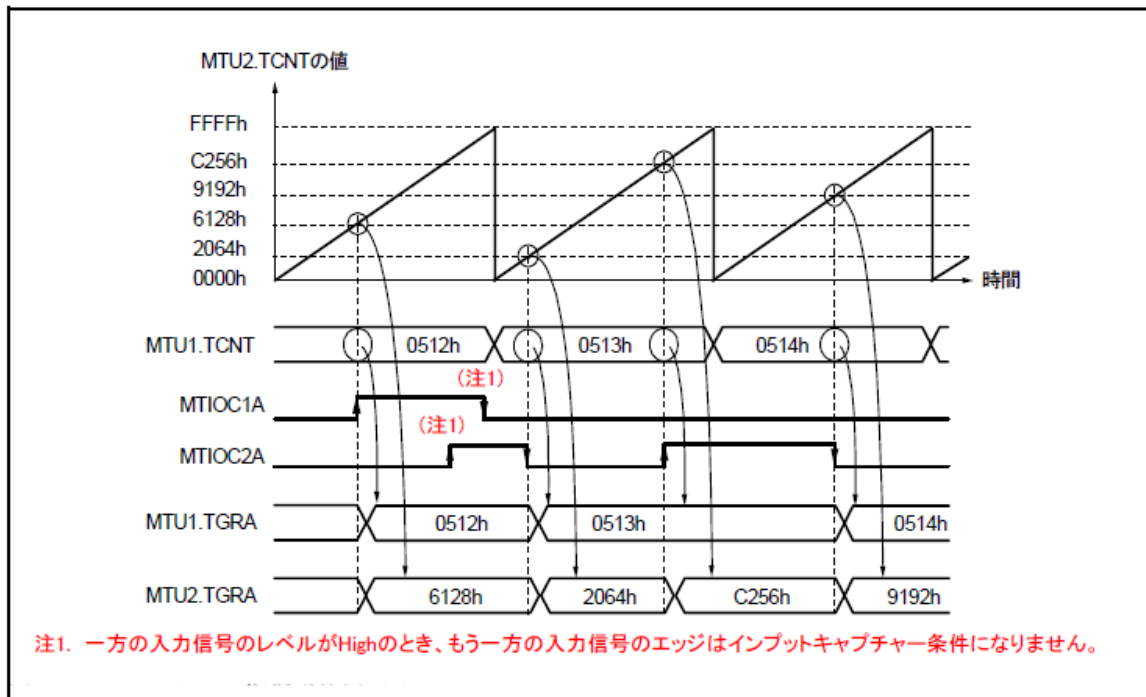 MTU2.TCNTの値
FFFFh
C256h
9192h
6128h
2064h
0000h
時間
MTU1.TCNT
0512h
0513h
0514h
(注1)
MTIOC1A
(注1)
MTIOC2A
MTU1.TGRA
0512h
0513h
0514h
MTU2.TGRA
6128h
2064h
C256h
9192h
注1. 一方の入力信号のレベルがHighのとき、もう一方の入力信号のエッジはインプットキャプチャー条件になりません。